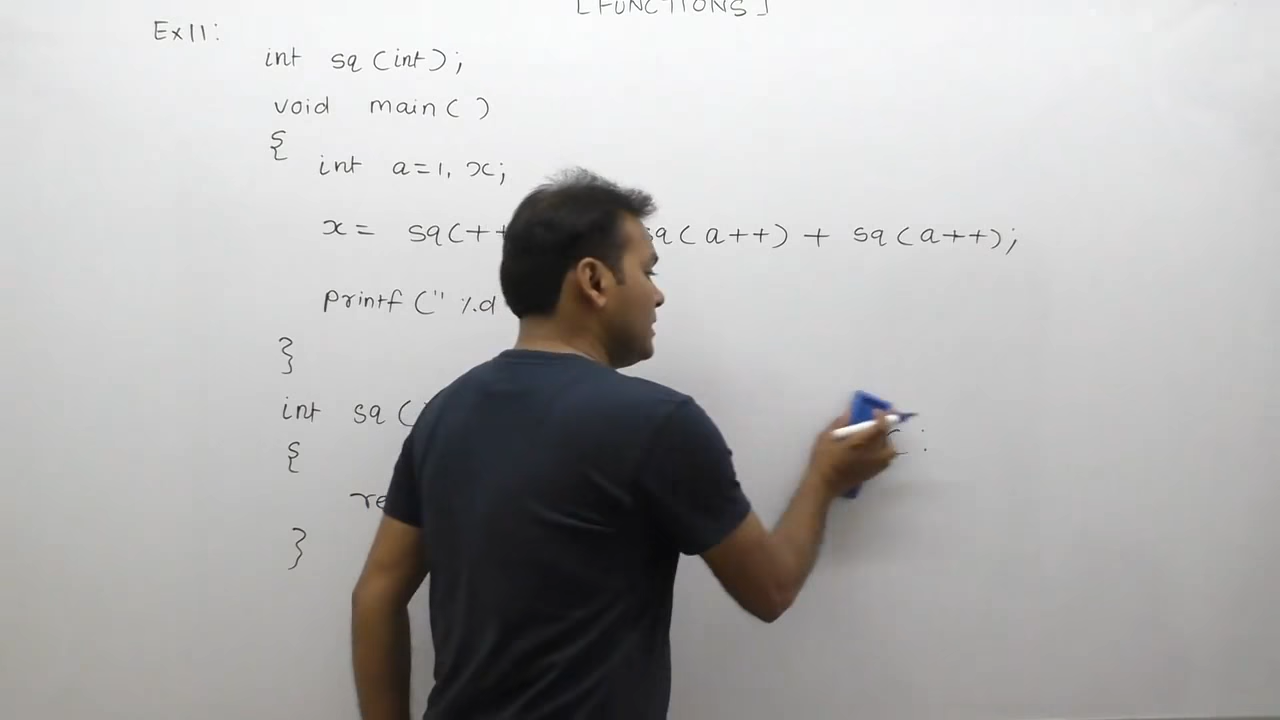 [FUNCTIONS]
Ex11:
int sq(int);
void main( )
{
int a=1, x;
x= sq(++ sq(a++) + sq(a++);
printf (" %d
}
int sq (
{
re
}